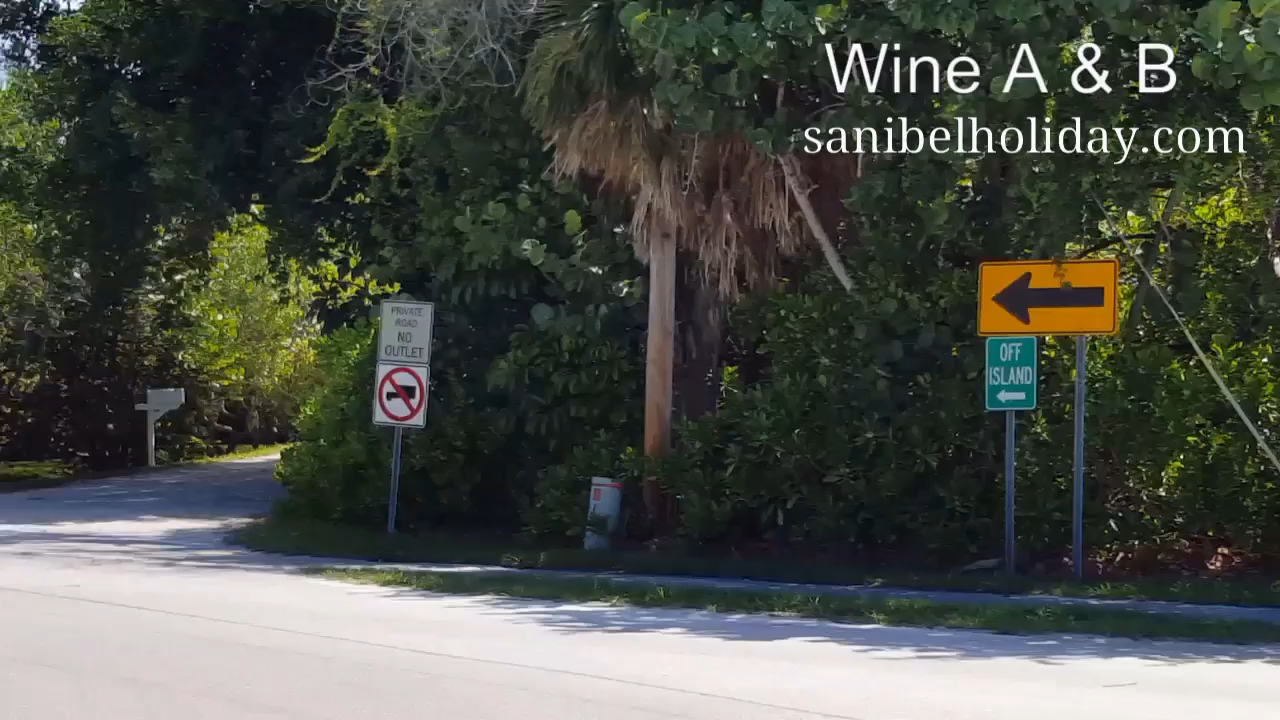 Wine A & B
sanibelholiday.com
PRIVATE
ROAD
NO
OUTLET
OFF
ISLAND